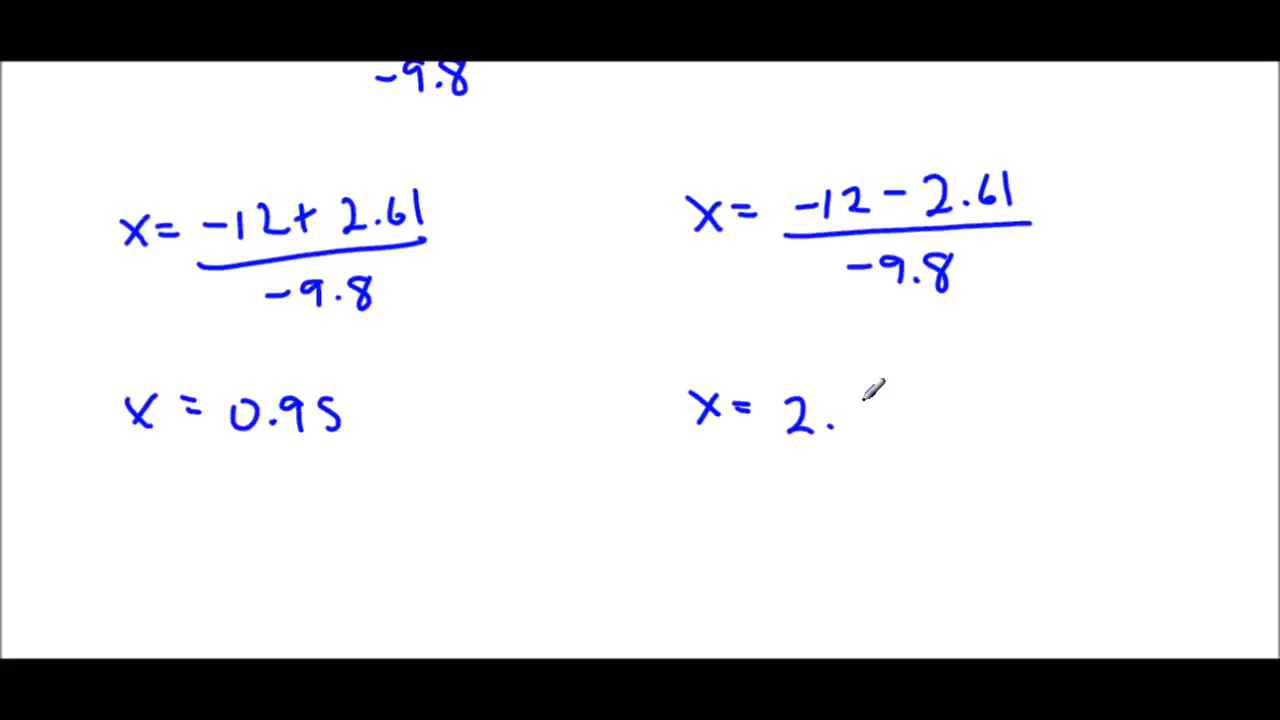 -9.8
x= -12+ 2.61
-9.8
x = 0.95
x= -12 - 2.61
-9.8
x= 2.